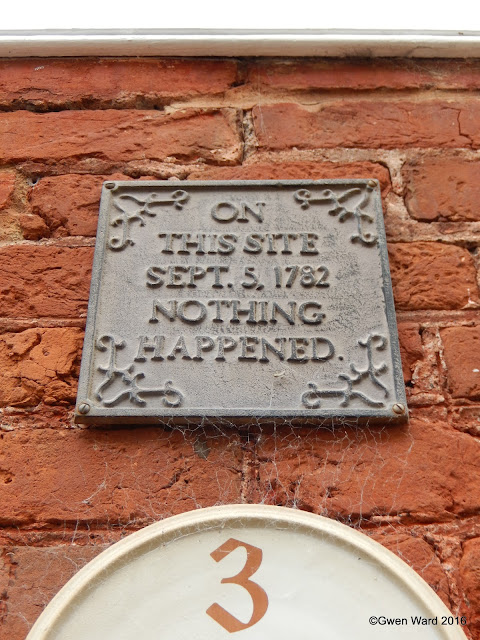 ON
THIS SITE
SEPT. 5, 1782
NOTHING
HAPPENED.
3
©Gwen Ward 2016